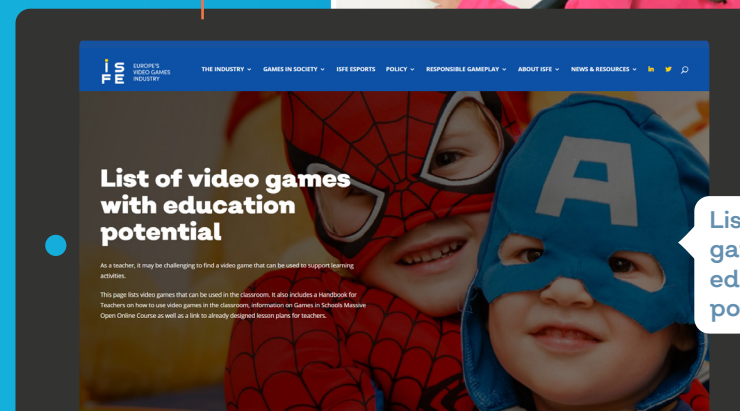 iS
FE
EUROPE'S
VIDEO GAMES
INDUSTRY
THE INDUSTRY
GAMES IN SOCIETY
ISFE ESPORTS
POLICY
RESPONSIBLE GAMEPLAY
ABOUT ISFE
NEWS & RESOURCES
in
List of video games
with education
potential
As a teacher, it may be challenging to find a video game that can be used to support learning
activities.
This page lists video games that can be used in the classroom. It also includes a Handbook for
Teachers on how to use video games in the classroom, information on Games in Schools Massive
Open Online Course as well as a link to already designed lesson plans for teachers.
A